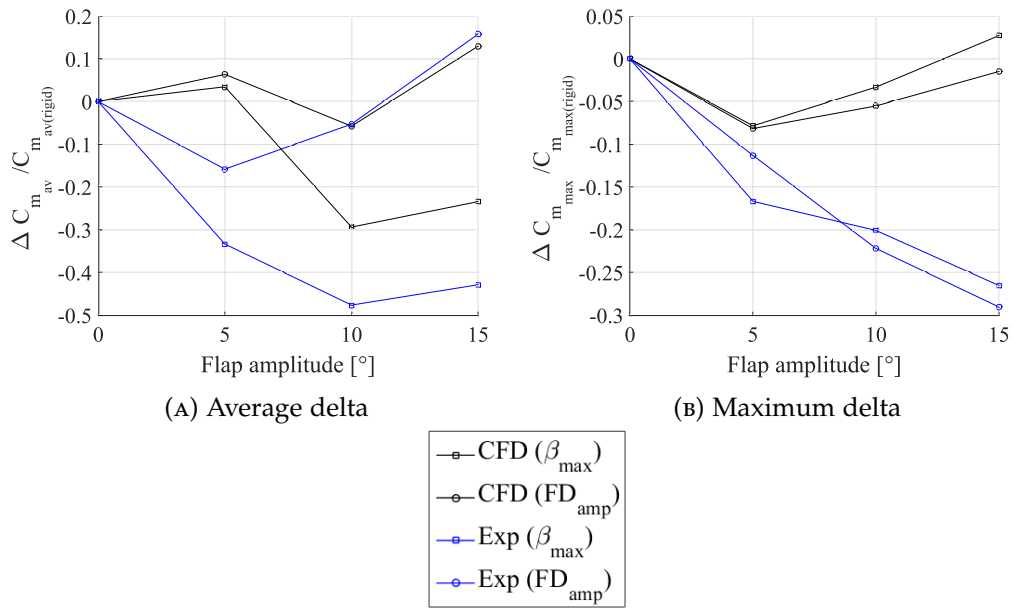 0.2
0.1
0
-0.1
-0.2
-0.3
-0.4
-0.5
Δ C_m_av /C_m_av(rigid)
0 5 10 15
Flap amplitude [°]
(A) Average delta
0.05
0
-0.05
-0.1
-0.15
-0.2
-0.25
-0.3
Δ C_m_max /C_m_max(rigid)
0 5 10 15
Flap amplitude [°]
(B) Maximum delta
CFD (β_max)
CFD (FD_amp)
Exp (β_max)
Exp (FD_amp)